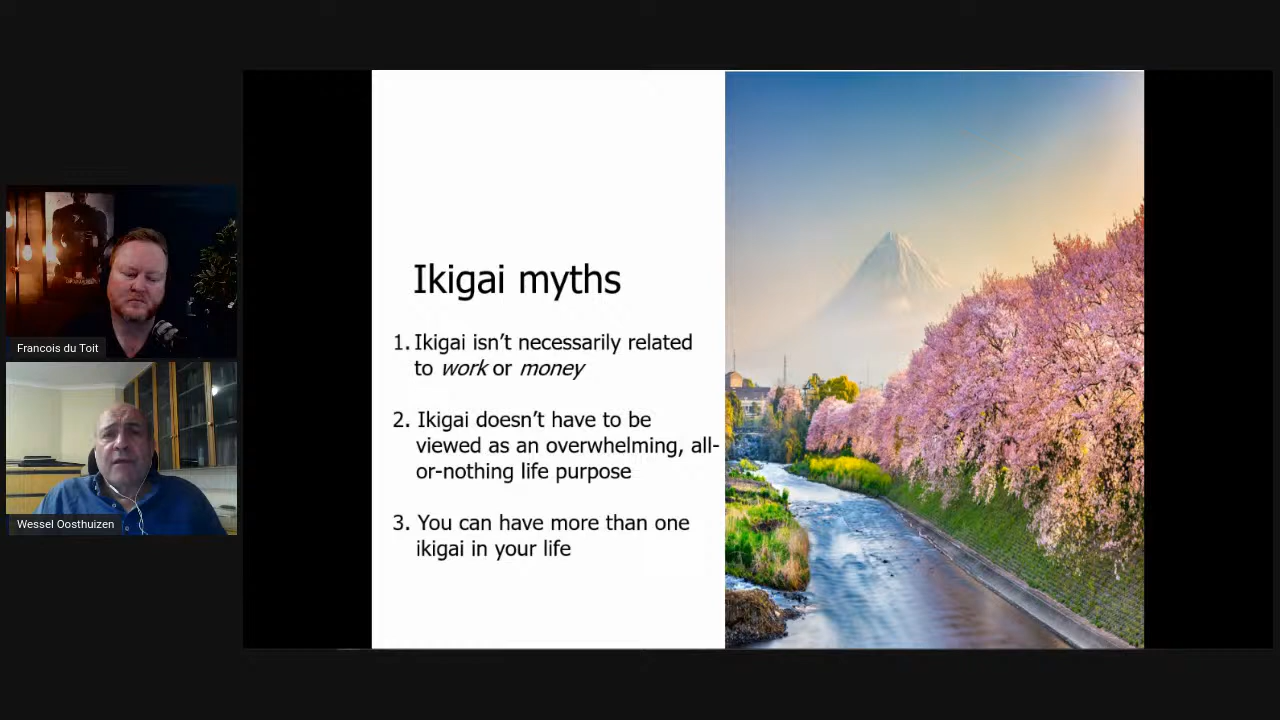 Francois du Toit
Wessel Oosthuizen
Ikigai myths
1. Ikigai isn’t necessarily related
to work or money
2. Ikigai doesn’t have to be
viewed as an overwhelming, all-
or-nothing life purpose
3. You can have more than one
ikigai in your life